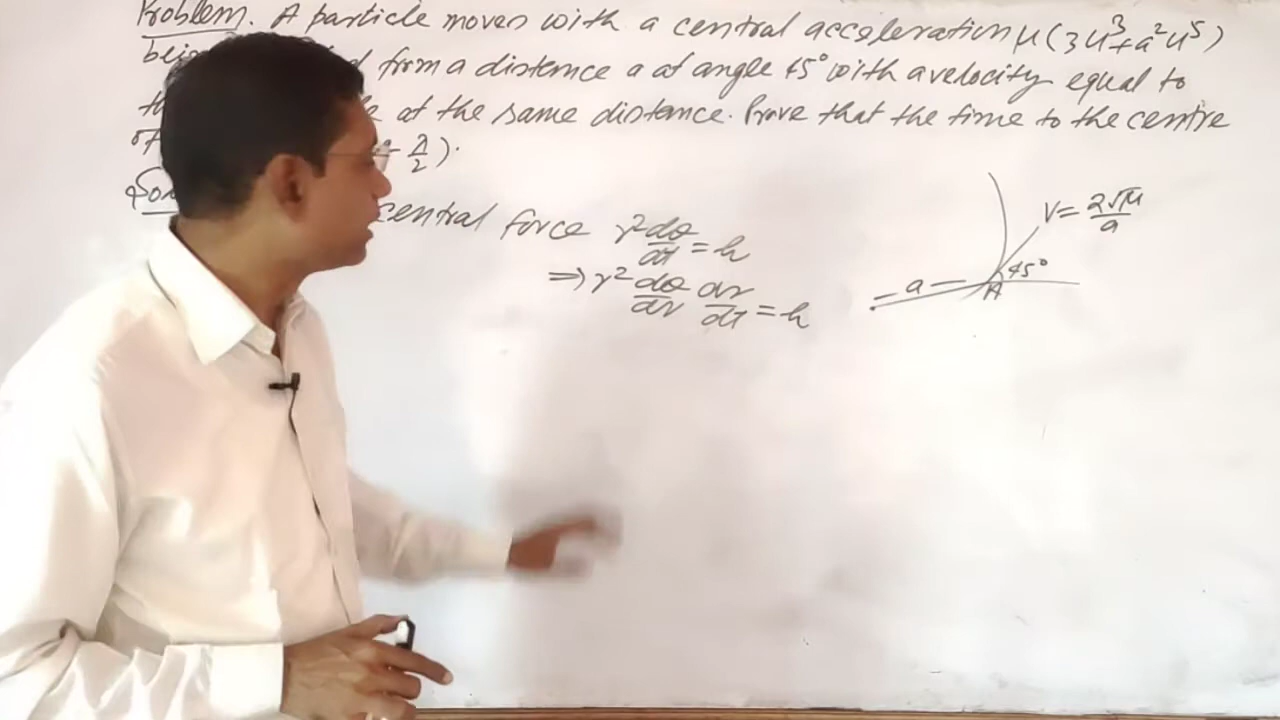 Problem. A particle moves with a central acceleration μ(3u³+a²u⁵)
from a distance a at angle 45° with a velocity equal to
at the same distance. Prove that the time to the centre
of - π/2).
central force r² dθ/dt = h
⇒ r² dθ/dr dr/dt = h
V = 2√μ/a
45°
- a -
A